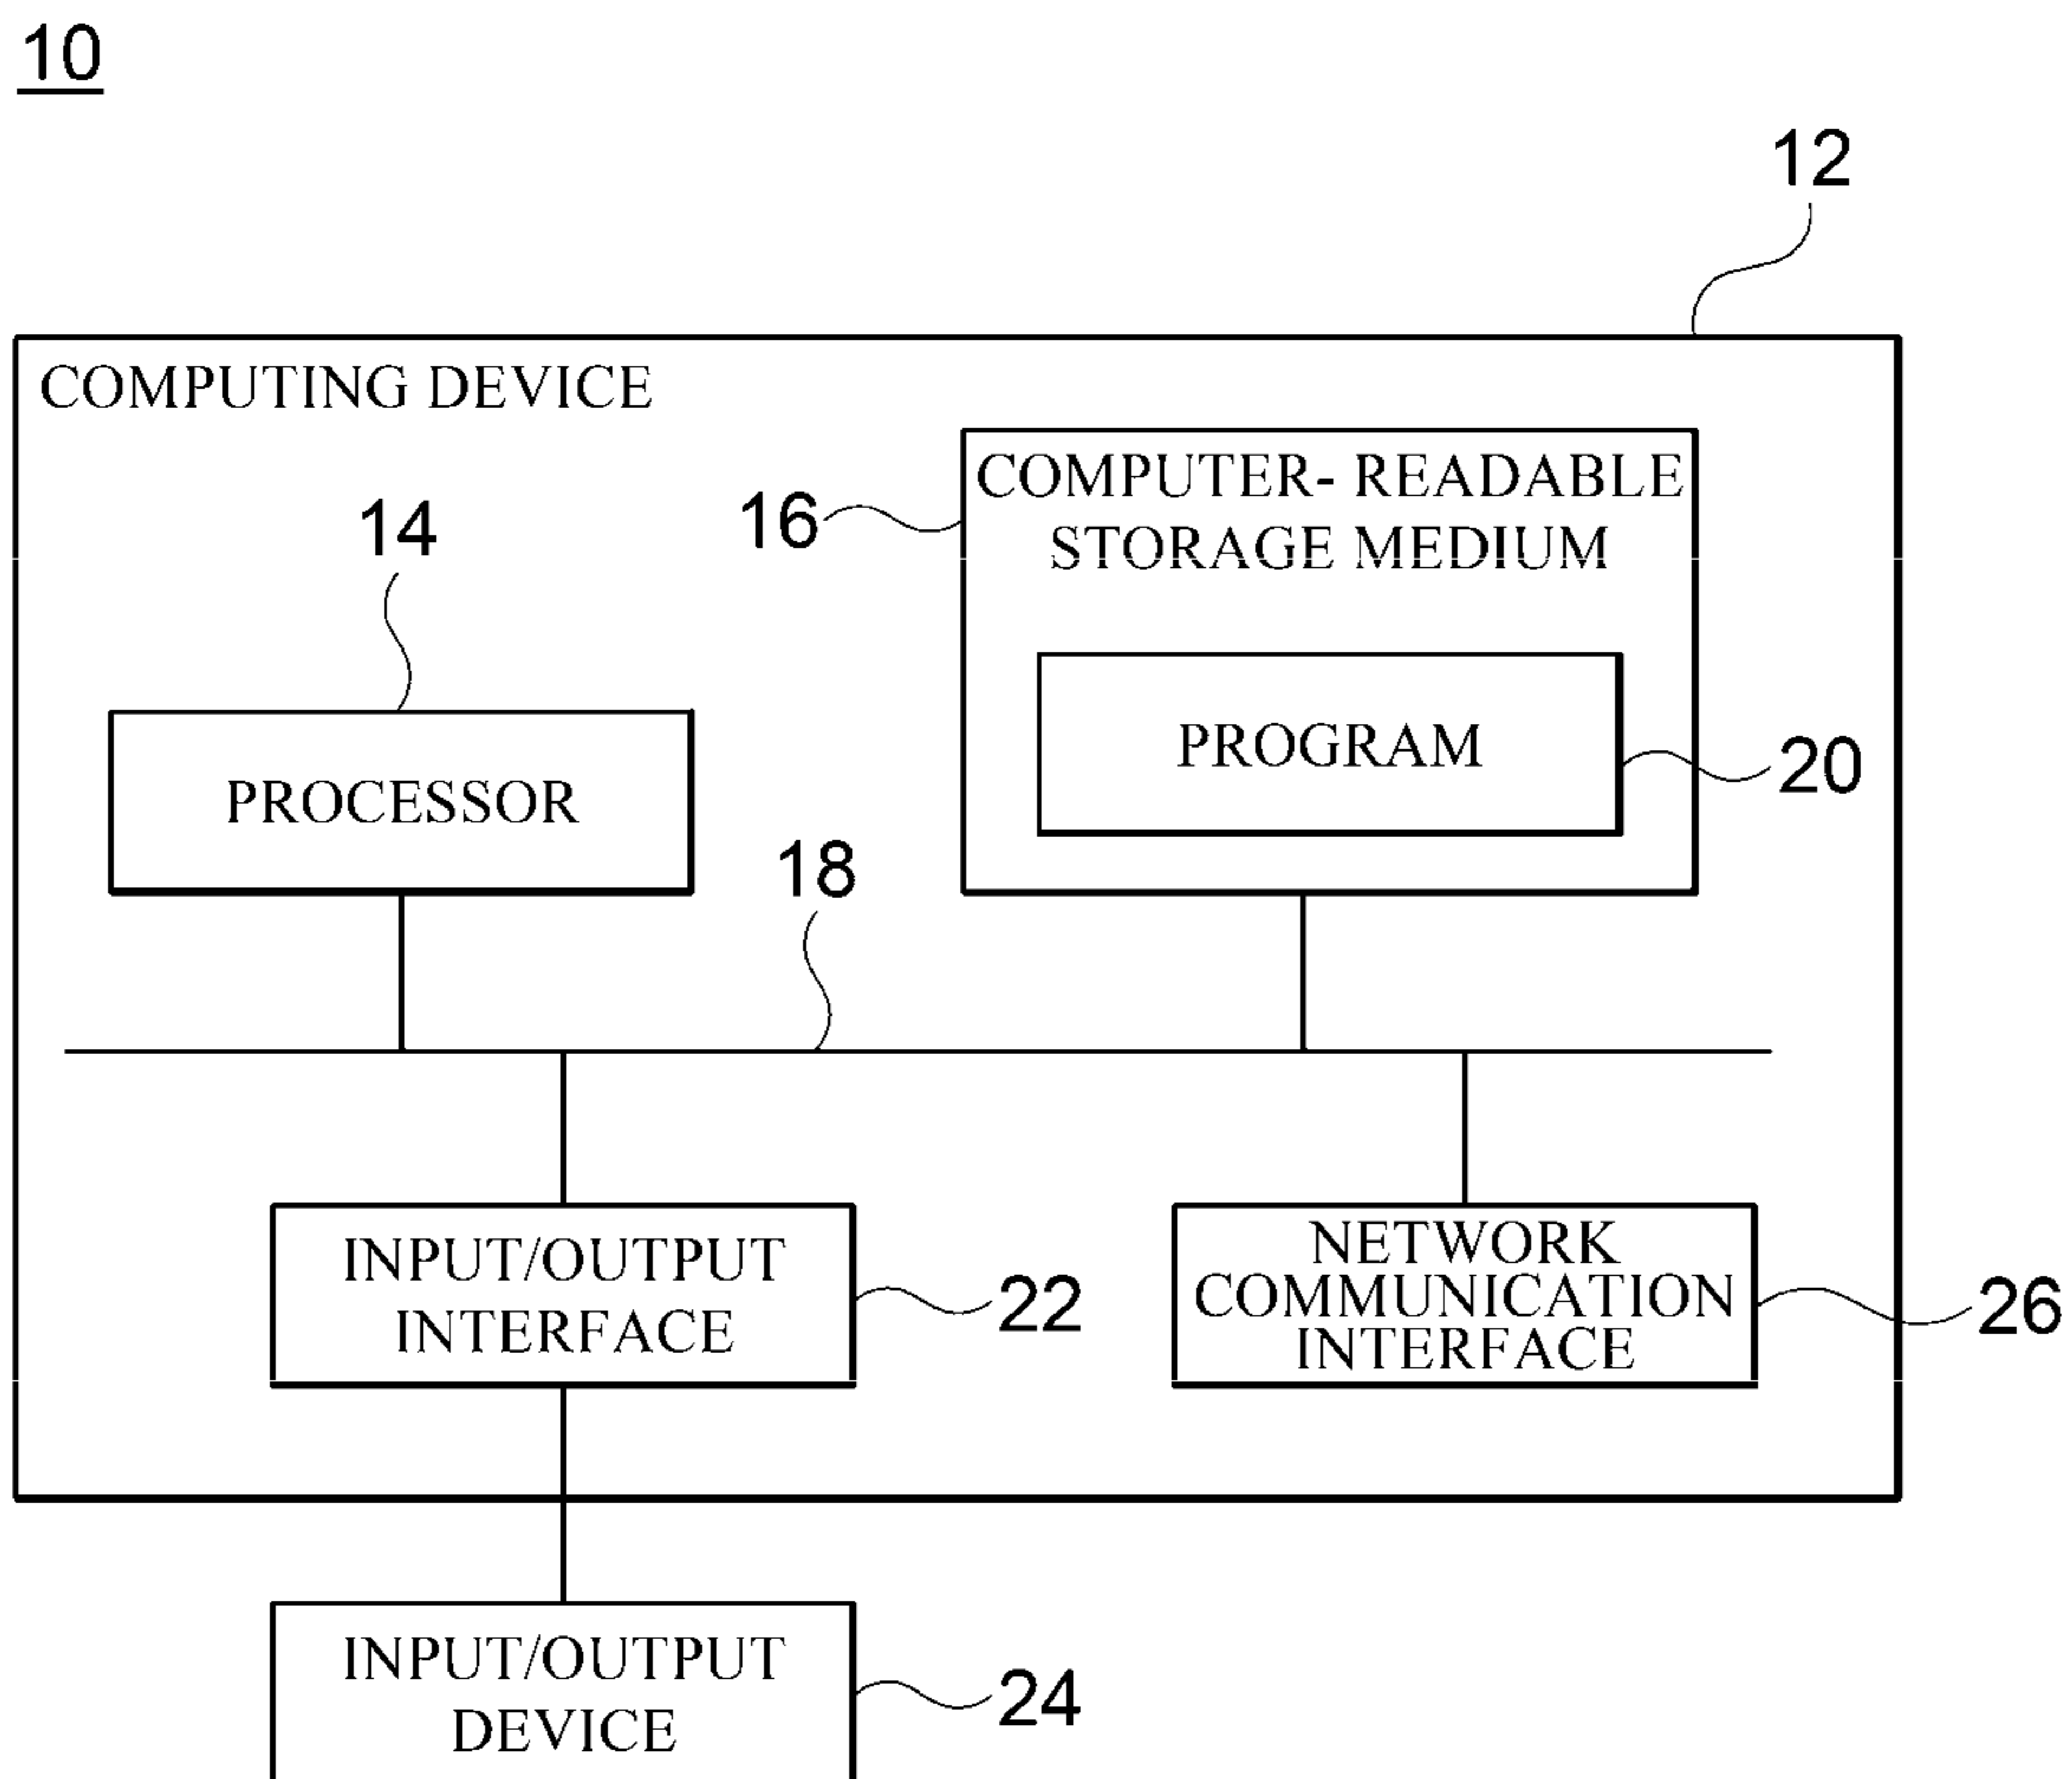 10
12
COMPUTING DEVICE
COMPUTER- READABLE
STORAGE MEDIUM
16
14
PROGRAM
20
PROCESSOR
18
INPUT/OUTPUT
INTERFACE
22
NETWORK
COMMUNICATION
INTERFACE
26
INPUT/OUTPUT
DEVICE
24